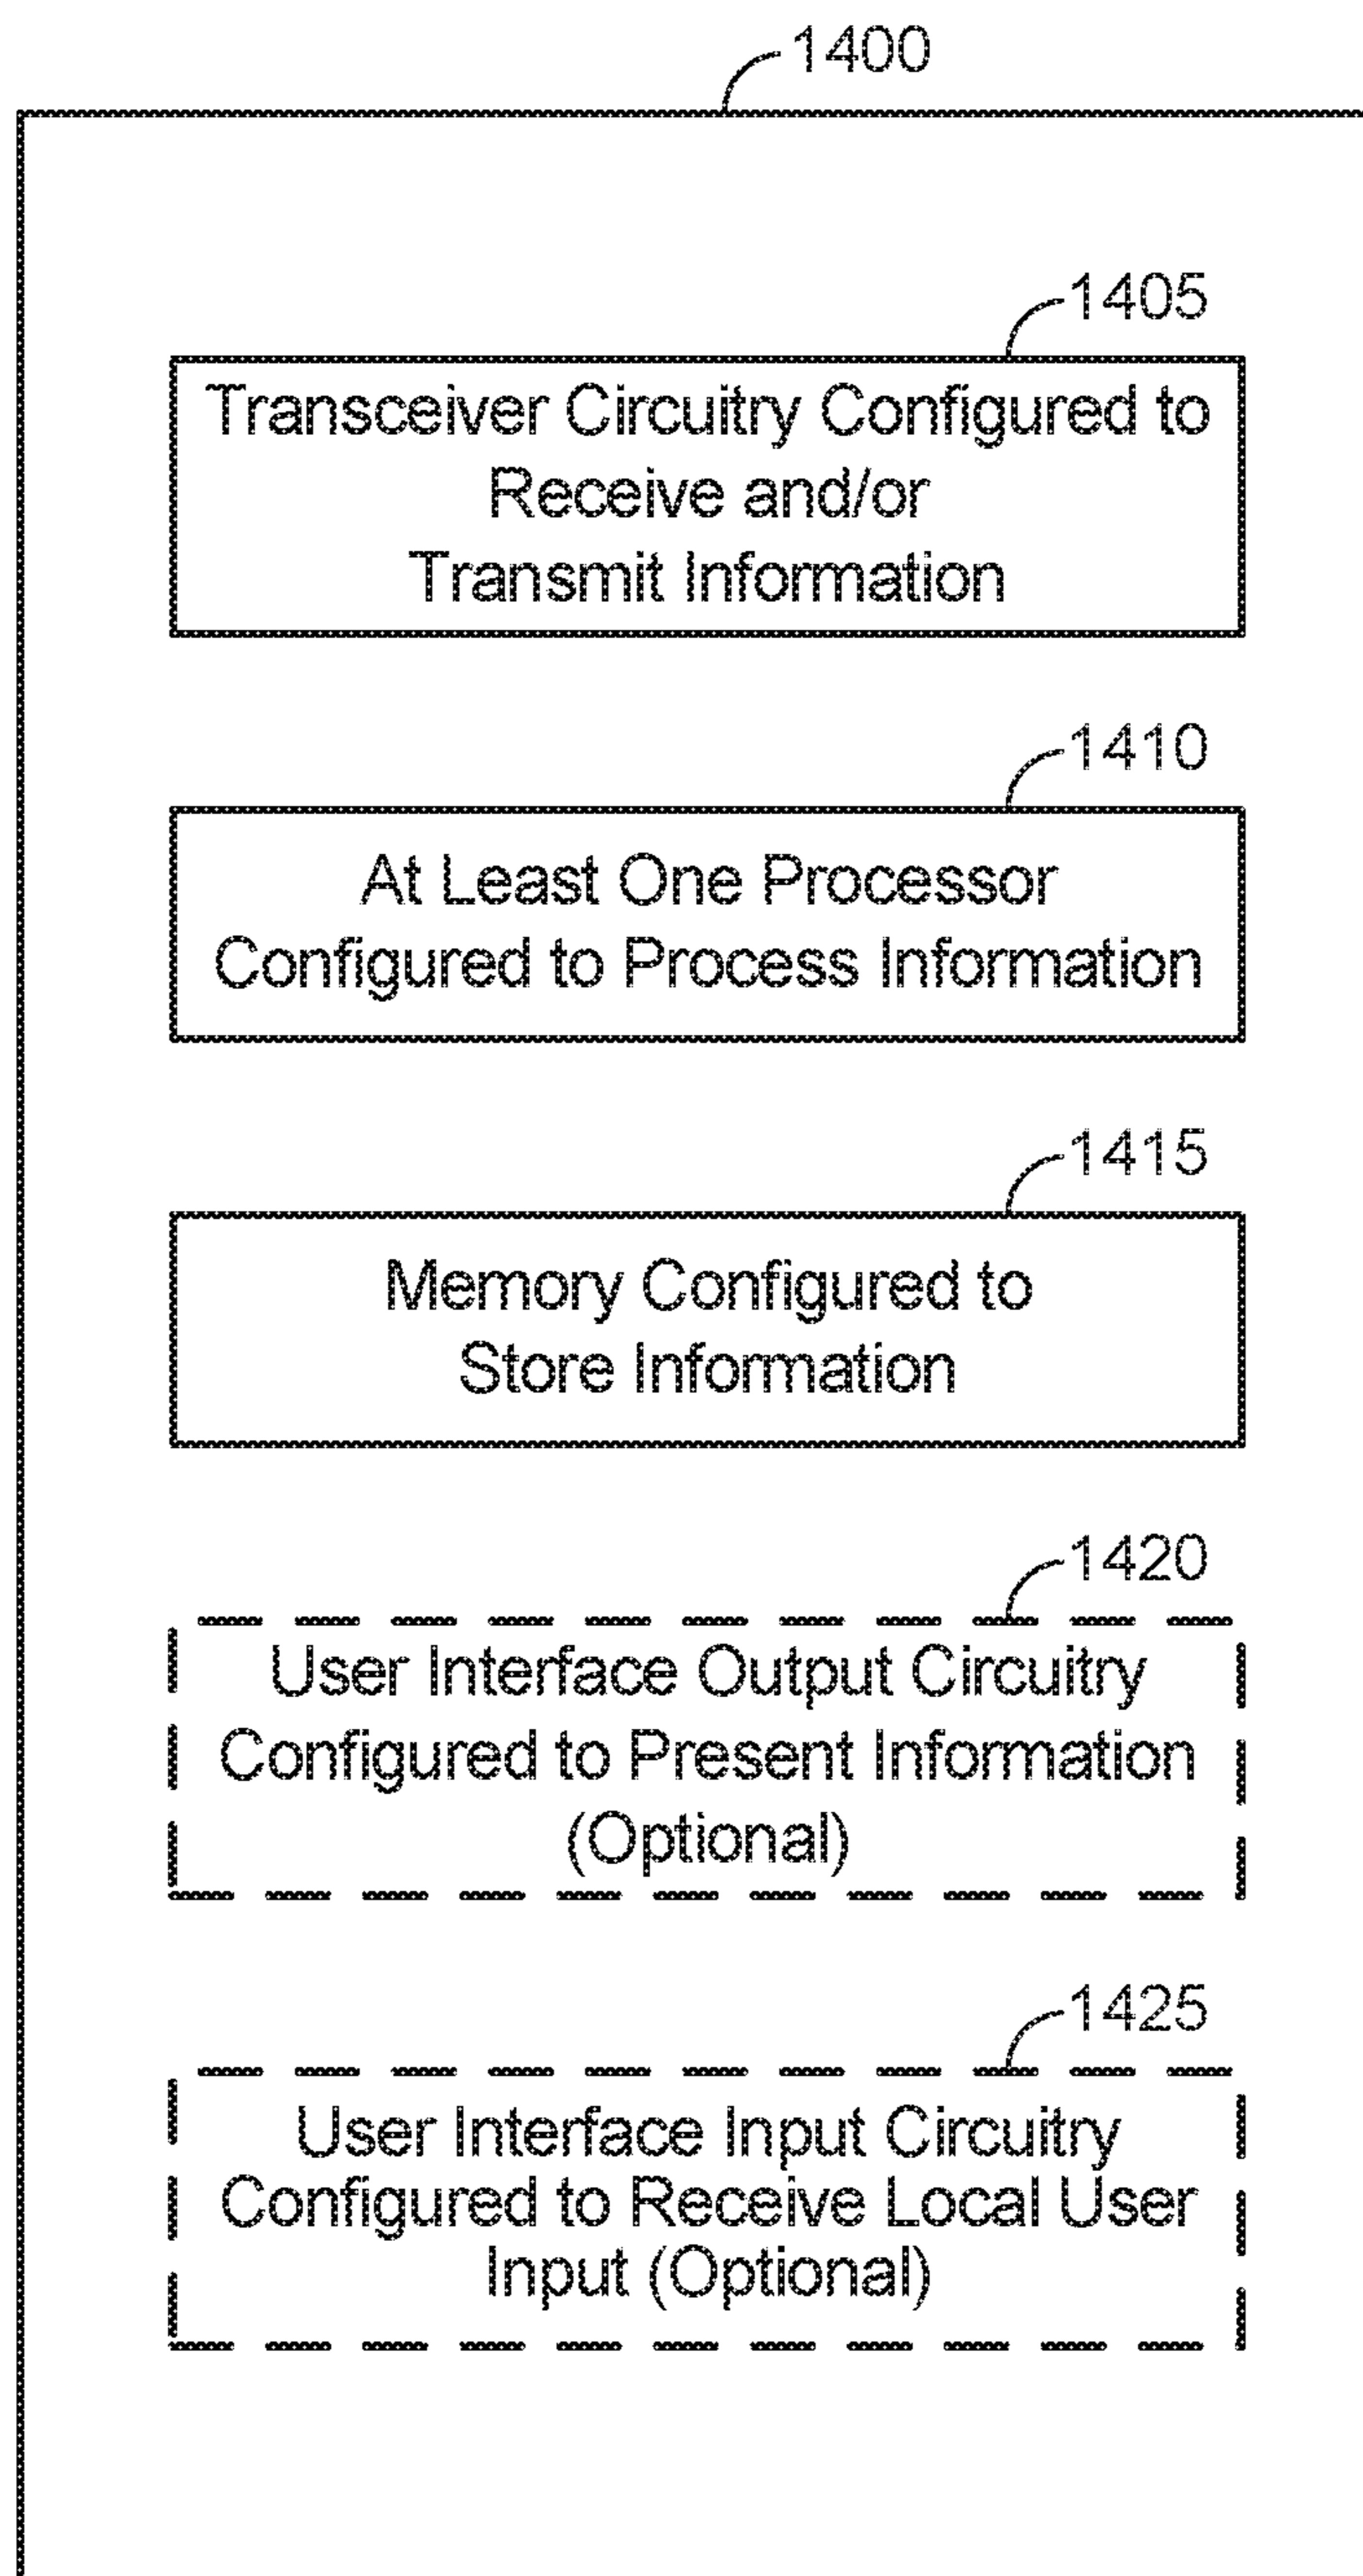 1400
1405
Transceiver Circuitry Configured to
Receive and/or
Transmit Information
1410
At Least One Processor
Configured to Process Information
1415
Memory Configured to
Store Information
1420
User Interface Output Circuitry
Configured to Present Information
(Optional)
1425
User Interface Input Circuitry
Configured to Receive Local User
Input (Optional)